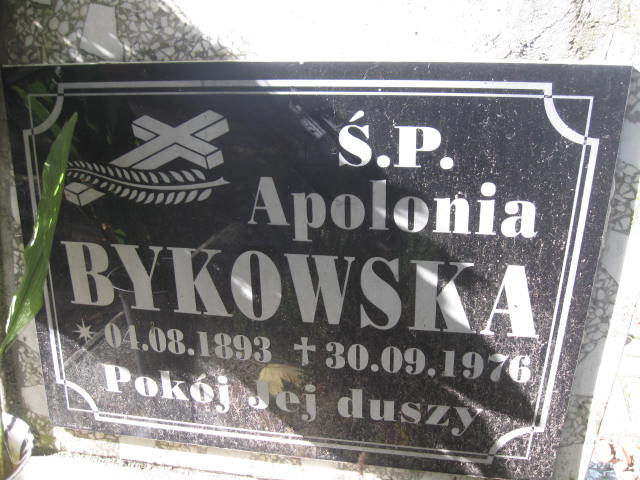 Ś.P.
Apolonia
BYKOWSKA
* 04.08.1893 † 30.09.1976
Pokój Jej duszy